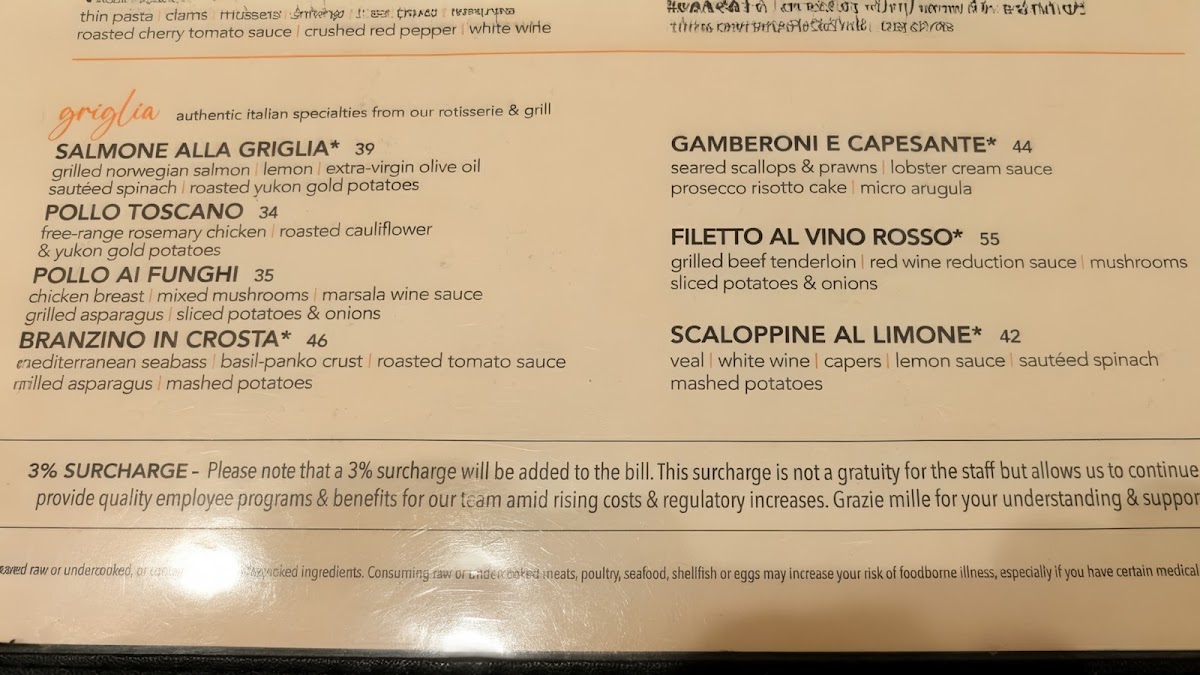 thin pasta | clams | mussels
roasted cherry tomato sauce | crushed red pepper | white wine
griglia authentic italian specialties from our rotisserie & grill
SALMONE ALLA GRIGLIA* 39
grilled norwegian salmon | lemon | extra-virgin olive oil
sautéed spinach | roasted yukon gold potatoes
POLLO TOSCANO 34
free-range rosemary chicken | roasted cauliflower
& yukon gold potatoes
POLLO AI FUNGHI 35
chicken breast | mixed mushrooms | marsala wine sauce
grilled asparagus | sliced potatoes & onions
BRANZINO IN CROSTA* 46
mediterranean seabass | basil-panko crust | roasted tomato sauce
asparagus | mashed potatoes
GAMBERONI E CAPESANTE* 44
seared scallops & prawns | lobster cream sauce
prosecco risotto cake | micro arugula
FILETTO AL VINO ROSSO* 55
grilled beef tenderloin | red wine reduction sauce | mushrooms
sliced potatoes & onions
SCALOPPINE AL LIMONE* 42
veal | white wine | capers | lemon sauce | sautéed spinach
mashed potatoes
3% SURCHARGE – Please note that a 3% surcharge will be added to the bill. This surcharge is not a gratuity for the staff but allows us to continue
provide quality employee programs & benefits for our team amid rising costs & regulatory increases. Grazie mille for your understanding & suppor
raw or undercooked, or ingredients. Consuming raw or undercooked meats, poultry, seafood, shellfish or eggs may increase your risk of foodborne illness, especially if you have certain medical